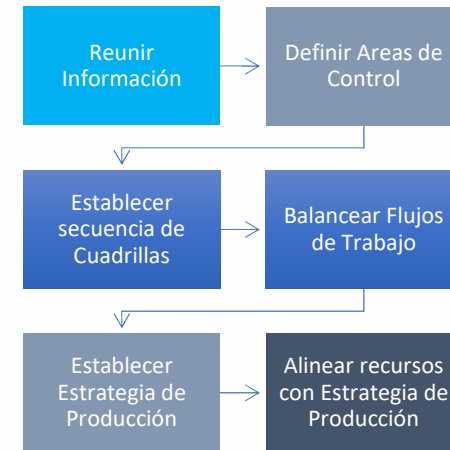 Reunir
Información
Definir Areas de
Control
Establecer
secuencia de
Cuadrillas
Balancear Flujos
de Trabajo
Establecer
Estrategia de
Producción
Alinear recursos
con Estrategia de
Producción